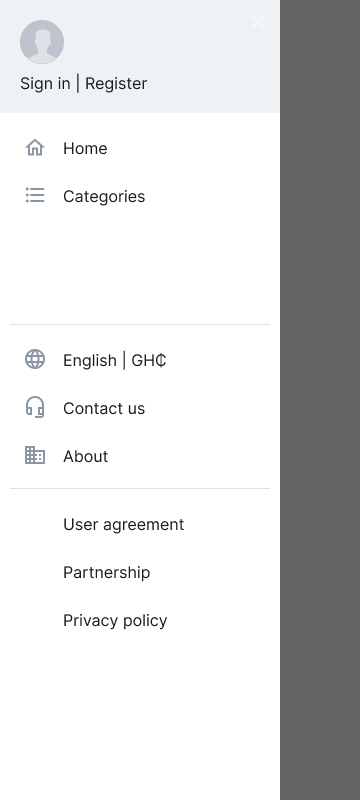 Sign in | Register
Home
Categories
English | GH₵
Contact us
About
User agreement
Partnership
Privacy policy